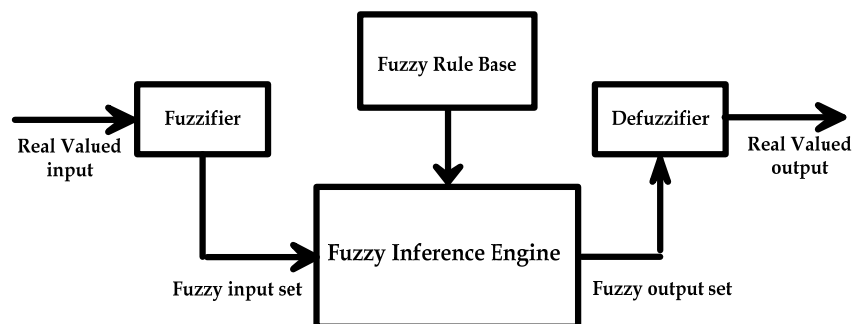 Fuzzy Rule Base
Fuzzifier
Defuzzifier
Real Valued
input
Real Valued
output
Fuzzy Inference Engine
Fuzzy input set
Fuzzy output set